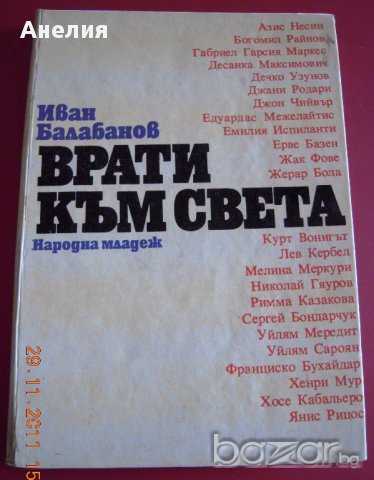 Анелия
Азис Несин
Богомил Райнов
Габриел Гарсия Маркес
Десанка Максимович
Дечко Узунов
Джани Родари
Джон Чийвър
Едуардас Межелайтис
Емилия Испиланти
Ерве Базен
Жак Фове
Жерар Бола
Иван
Балабанов
ВРАТИ
КЪМ СВЕТА
Народна младеж
Курт Вонигът
Лев Кербел
Мелина Меркури
Николай Гяуров
Римма Казакова
Сергей Бондарчук
Уйлям Мередит
Уйлям Сароян
Франциско Бухайдар
Хенри Мур
Хосе Кабальеро
Янис Рицос
29.11.2011 15
bazar.bg